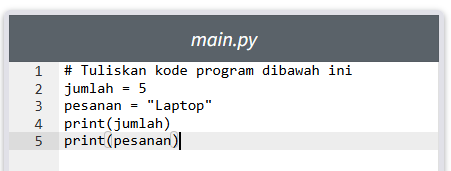 main.py
1 # Tuliskan kode program dibawah ini
2 jumlah = 5
3 pesanan = "Laptop"
4 print(jumlah)
5 print(pesanan)